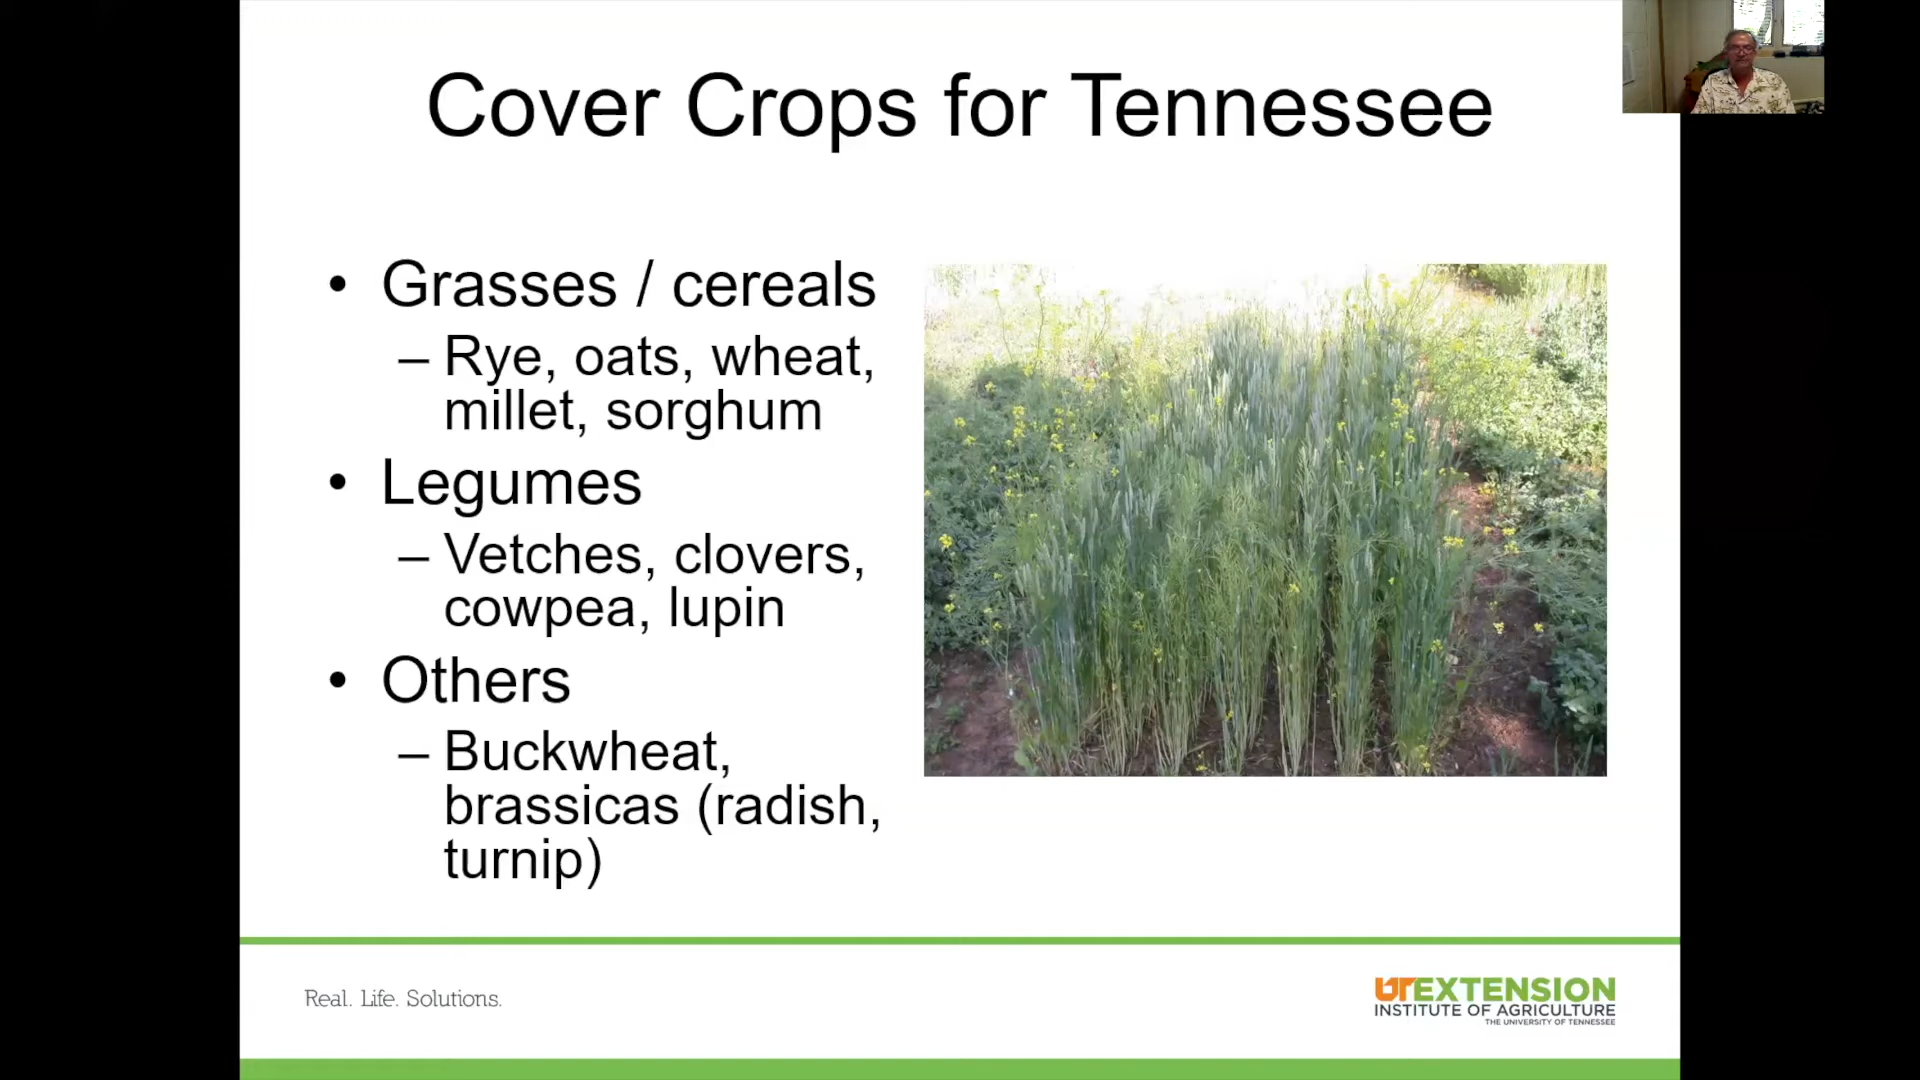 Cover Crops for Tennessee
• Grasses / cereals
– Rye, oats, wheat,
millet, sorghum
• Legumes
– Vetches, clovers,
cowpea, lupin
• Others
– Buckwheat,
brassicas (radish,
turnip)
Real. Life. Solutions.
UTEXTENSION
INSTITUTE OF AGRICULTURE
THE UNIVERSITY OF TENNESSEE